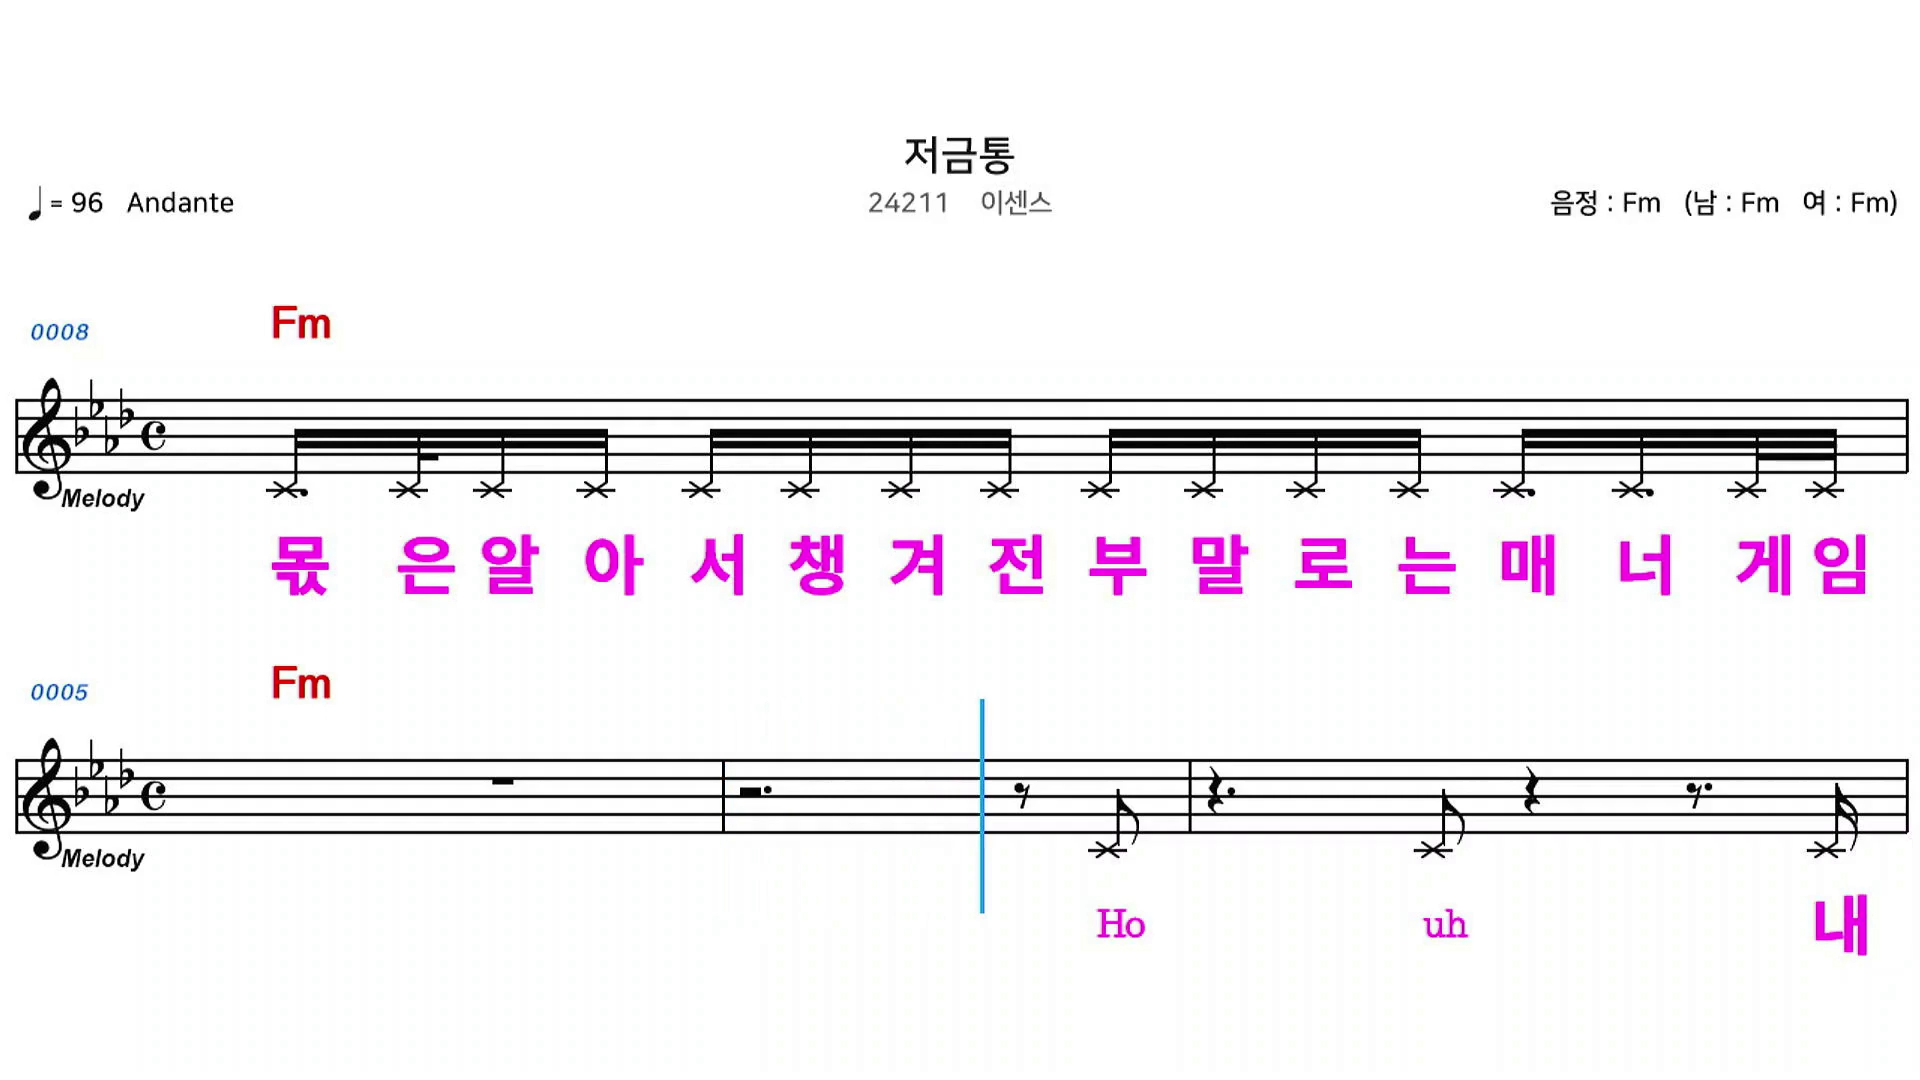 저금통
♩= 96 Andante
24211 이센스
음정 : Fm (남 : Fm 여 : Fm)
0008 Fm
Melody
몫 은 알 아 서 챙 겨 전 부 말 로 는 매 너 게 임
0005 Fm
Melody
Ho uh 내